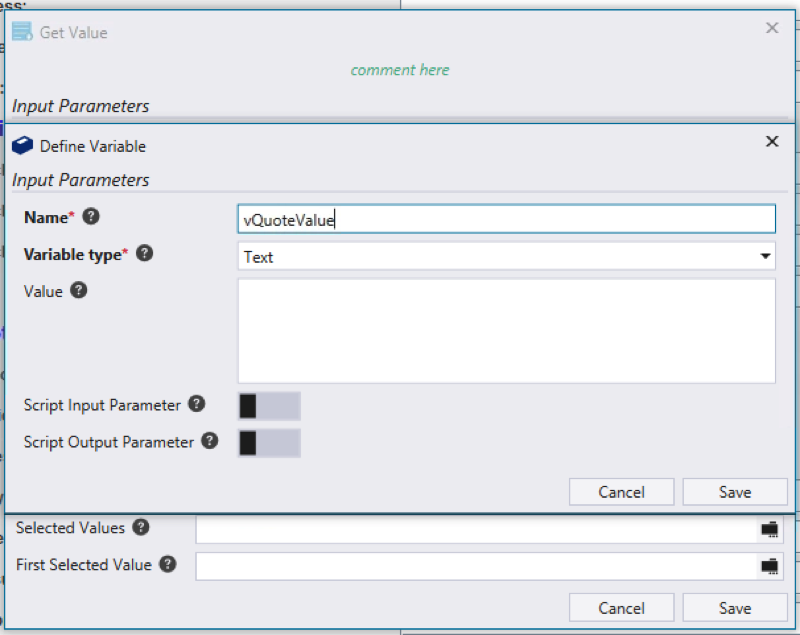 ess:
Get Value
comment here
Input Parameters
Define Variable
Input Parameters
Name* ?
vQuoteValue
Variable type* ?
Text
Value ?
Script Input Parameter ?
Script Output Parameter ?
Cancel
Save
Selected Values ?
First Selected Value ?
Cancel
Save